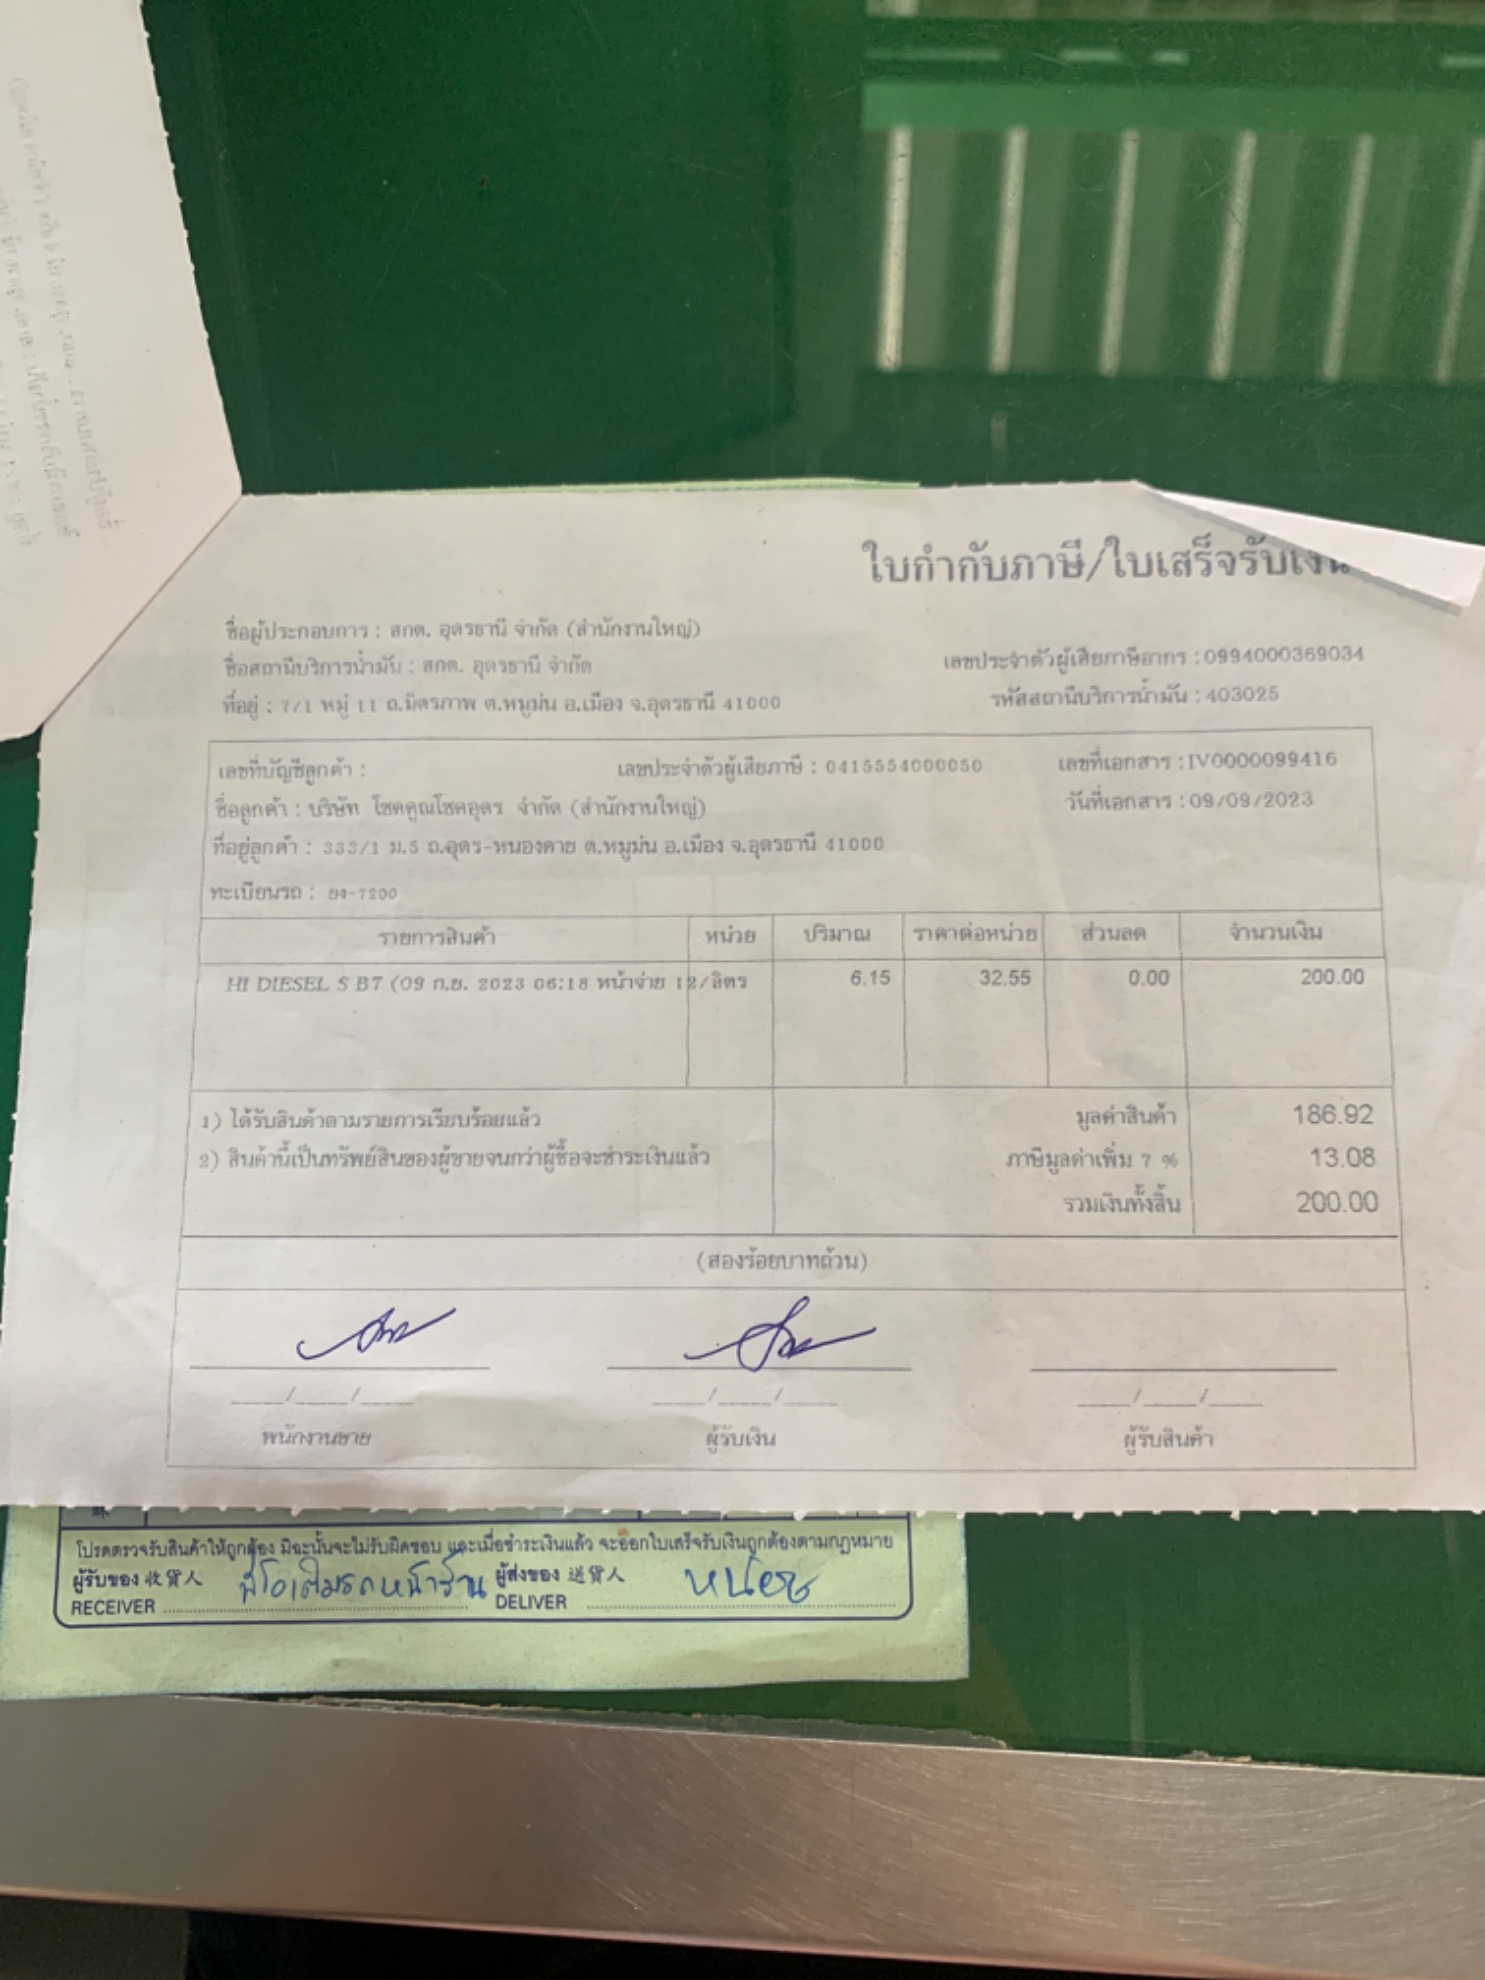 ใบกำกับภาษี/ใบเสร็จรับเงิน
ชื่อผู้ประกอบการ : สกต. อุดรธานี จำกัด (สำนักงานใหญ่)
ชื่อสถานีบริการน้ำมัน : สกต. อุดรธานี จำกัด
เลขประจำตัวผู้เสียภาษีอากร : 0994000369034
ที่อยู่ : 7/1 หมู่ 11 ถ.มิตรภาพ ต.หมูม่น อ.เมือง จ.อุดรธานี 41000
รหัสสถานีบริการน้ำมัน : 403025
เลขที่บัญชีลูกค้า : เลขประจำตัวผู้เสียภาษี : 0415554000050 เลขที่เอกสาร : IV0000099416
ชื่อลูกค้า : บริษัท โชคคูณโชคอุดร จำกัด (สำนักงานใหญ่) วันที่เอกสาร : 09/09/2023
ที่อยู่ลูกค้า : 333/1 ม.5 ถ.อุดร-หนองคาย ต.หมูม่น อ.เมือง จ.อุดรธานี 41000
ทะเบียนรถ : ยง-7200
รายการสินค้า หน่วย ปริมาณ ราคาต่อหน่วย ส่วนลด จำนวนเงิน
HI DIESEL S B7 (09 ก.ย. 2023 06:18 หน้าจ่าย 12/ลิตร 6.15 32.55 0.00 200.00
1) ได้รับสินค้าตามรายการเรียบร้อยแล้ว มูลค่าสินค้า 186.92
2) สินค้านี้เป็นทรัพย์สินของผู้ขายจนกว่าผู้ซื้อจะชำระเงินแล้ว ภาษีมูลค่าเพิ่ม 7 % 13.08
รวมเงินทั้งสิ้น 200.00
(สองร้อยบาทถ้วน)
____/____/____ ____/____/____ ____/____/____
พนักงานขาย ผู้รับเงิน ผู้รับสินค้า
โปรดตรวจรับสินค้าให้ถูกต้อง มิฉะนั้นจะไม่รับผิดชอบ และเมื่อชำระเงินแล้ว จะออกใบเสร็จรับเงินถูกต้องตามกฎหมาย
ผู้รับของ 收貨人 ผู้ส่งของ 送貨人
RECEIVER พี่โอเติมรถหน้าร้าน DELIVER หน่อย